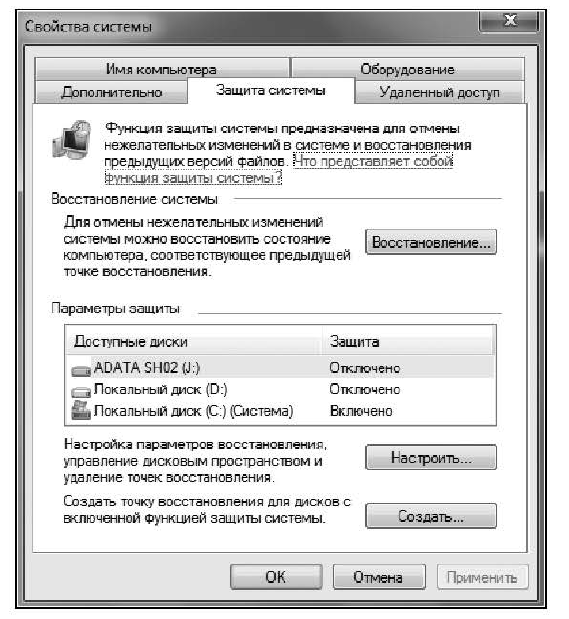 Свойства системы
Имя компьютера
Оборудование
Дополнительно
Защита системы
Удаленный доступ
Функция защиты системы предназначена для отмены
нежелательных изменений в системе и восстановления
предыдущих версий файлов. Что представляет собой
функция защиты системы?
Восстановление системы
Для отмены нежелательных изменений
системы можно восстановить состояние
компьютера, соответствующее предыдущей
точке восстановления.
Восстановление...
Параметры защиты
Доступные диски
Защита
ADATA SH02 (J:)
Отключено
Локальный диск (D:)
Отключено
Локальный диск (C:) (Система)
Включено
Настройка параметров восстановления,
управление дисковым пространством и
удаление точек восстановления.
Настроить...
Создать точку восстановления для дисков с
включенной функцией защиты системы.
Создать...
OK
Отмена
Применить